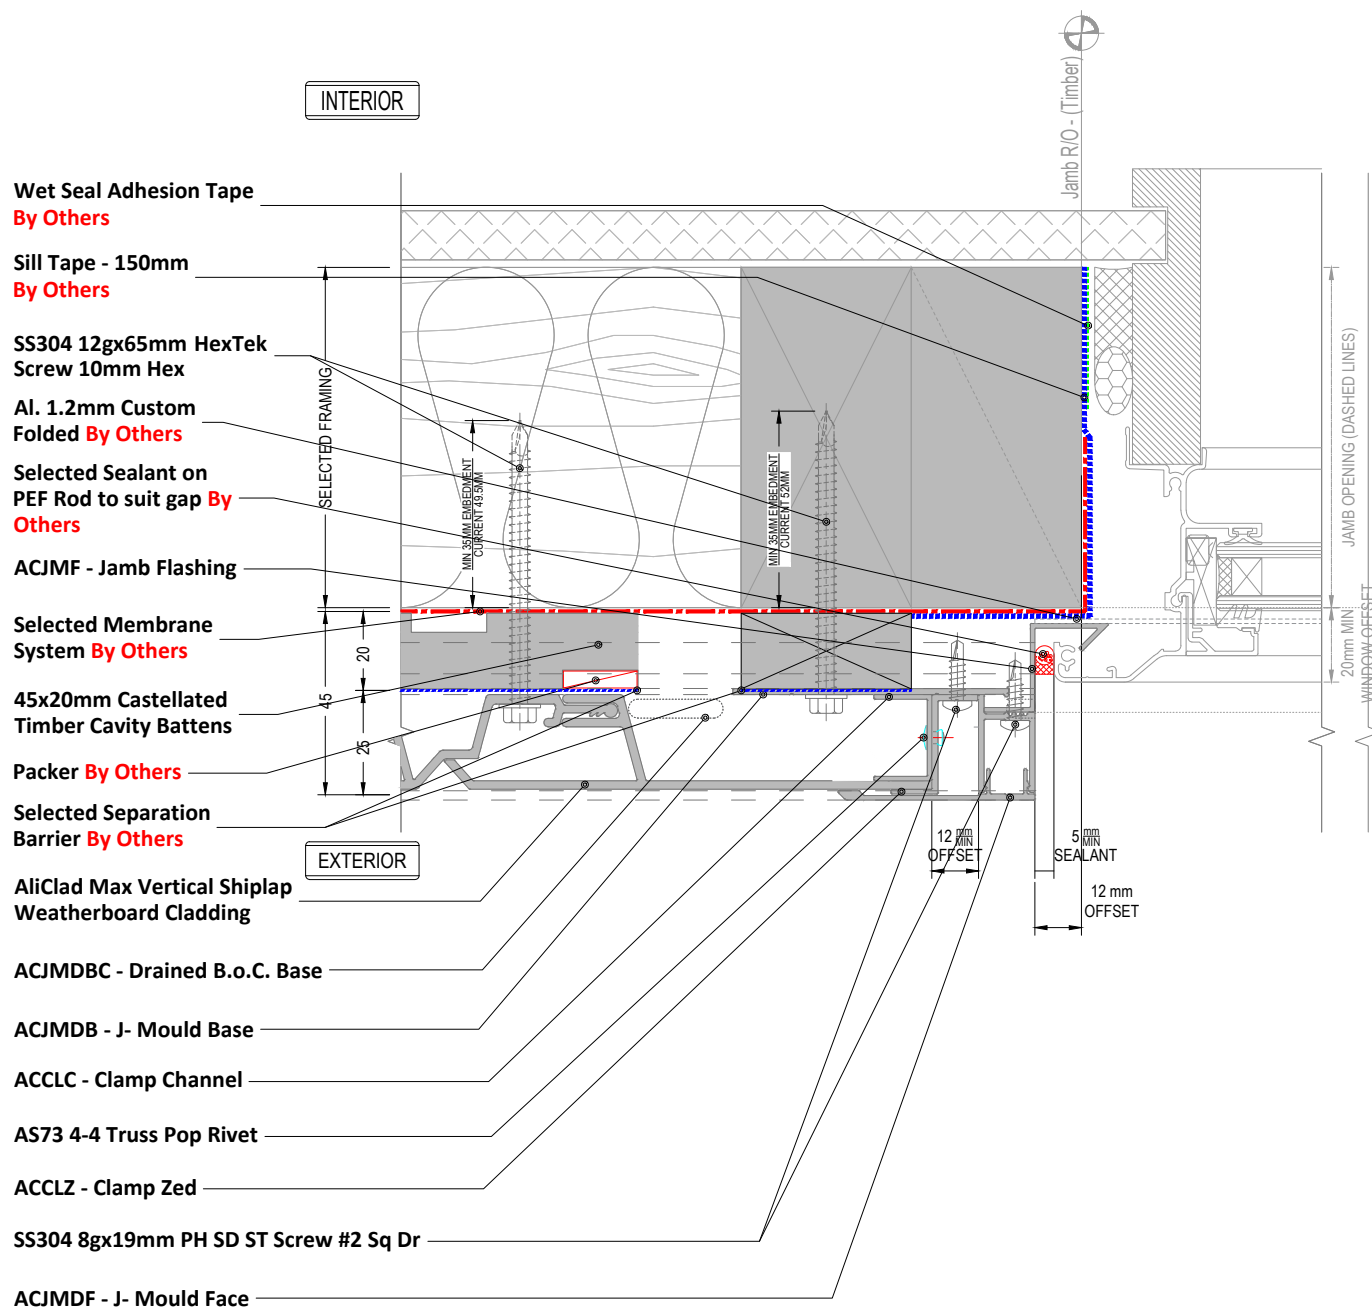 INTERIOR
Jamb R/O - (Timber)
Wet Seal Adhesion Tape
By Others
Sill Tape - 150mm
By Others
SS304 12gx65mm HexTek
Screw 10mm Hex
Al. 1.2mm Custom
Folded By Others
Selected Sealant on
PEF Rod to suit gap By
Others
ACJMF - Jamb Flashing
Selected Membrane
System By Others
45x20mm Castellated
Timber Cavity Battens
Packer By Others
Selected Separation
Barrier By Others
AliClad Max Vertical Shiplap
Weatherboard Cladding
ACJMDBC - Drained B.o.C. Base
ACJMDB - J- Mould Base
ACCLC - Clamp Channel
AS73 4-4 Truss Pop Rivet
ACCLZ - Clamp Zed
SS304 8gx19mm PH SD ST Screw #2 Sq Dr
ACJMDF - J- Mould Face
SELECTED FRAMING
45
20
25
MIN 35MM EMBEDMENT
CURRENT 49.5MM
MIN 35MM EMBEDMENT
CURRENT 52MM
JAMB OPENING (DASHED LINES)
20mm MIN
WINDOW OFFSET
EXTERIOR
12 mm MIN
OFFSET
5 mm MIN
SEALANT
12 mm
OFFSET